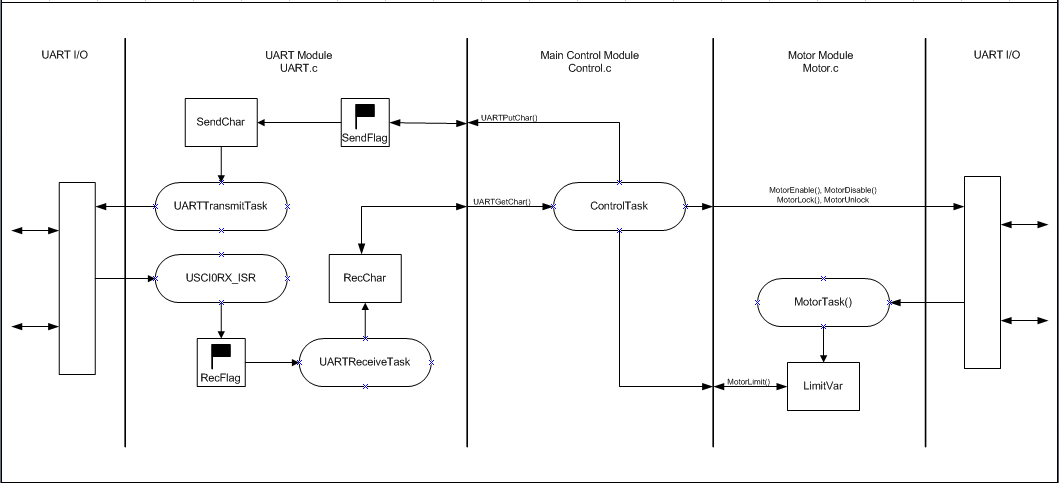 UART I/O
UART Module
UART.c
Main Control Module
Control.c
Motor Module
Motor.c
UART I/O
SendChar
SendFlag
UARTPutChar()
UARTTransmitTask
UARTGetChar()
ControlTask
MotorEnable(), MotorDisable()
MotorLock(), MotorUnlock
USCI0RX_ISR
RecChar
MotorTask()
RecFlag
UARTReceiveTask
MotorLimit()
LimitVar